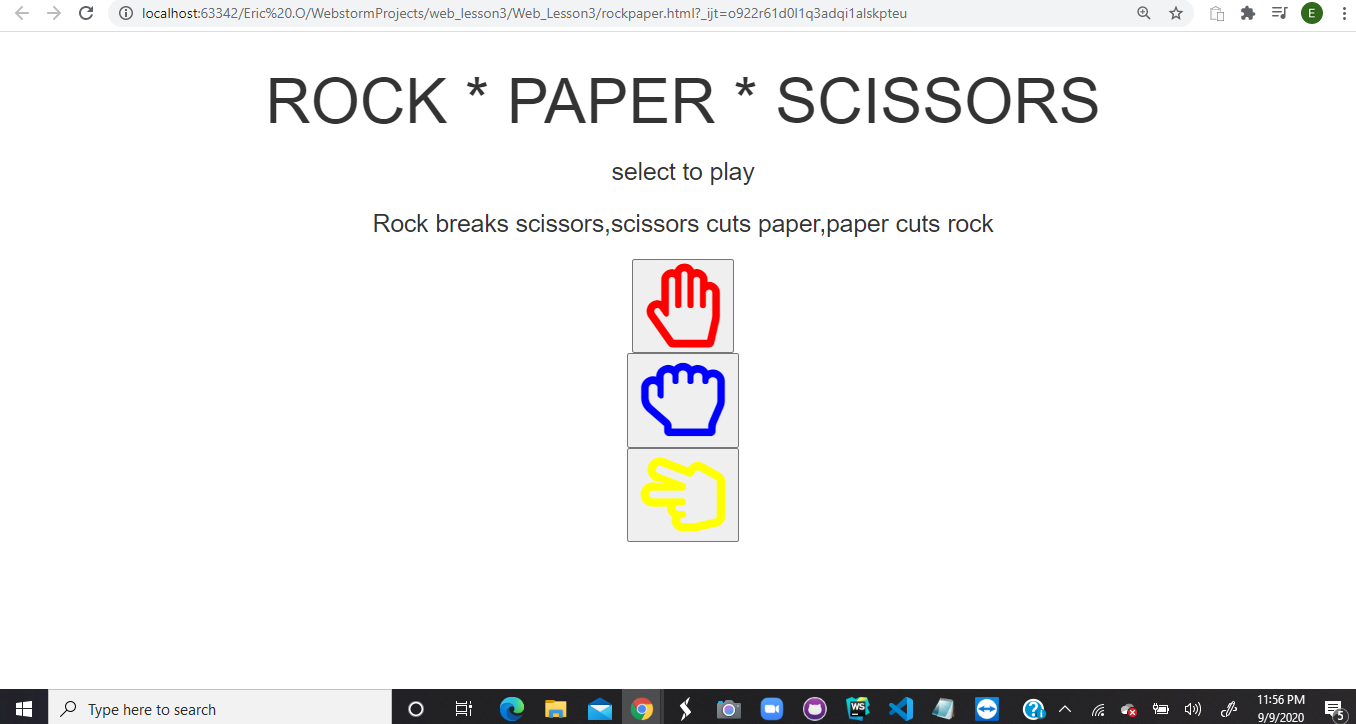 localhost:63342/Eric%20.O/WebstormProjects/web_lesson3/Web_Lesson3/rockpaper.html?_ijt=o922r61d0l1q3adqi1alskpteu
E
ROCK * PAPER * SCISSORS
select to play
Rock breaks scissors,scissors cuts paper,paper cuts rock
Type here to search
WS
11:56 PM
9/9/2020
5